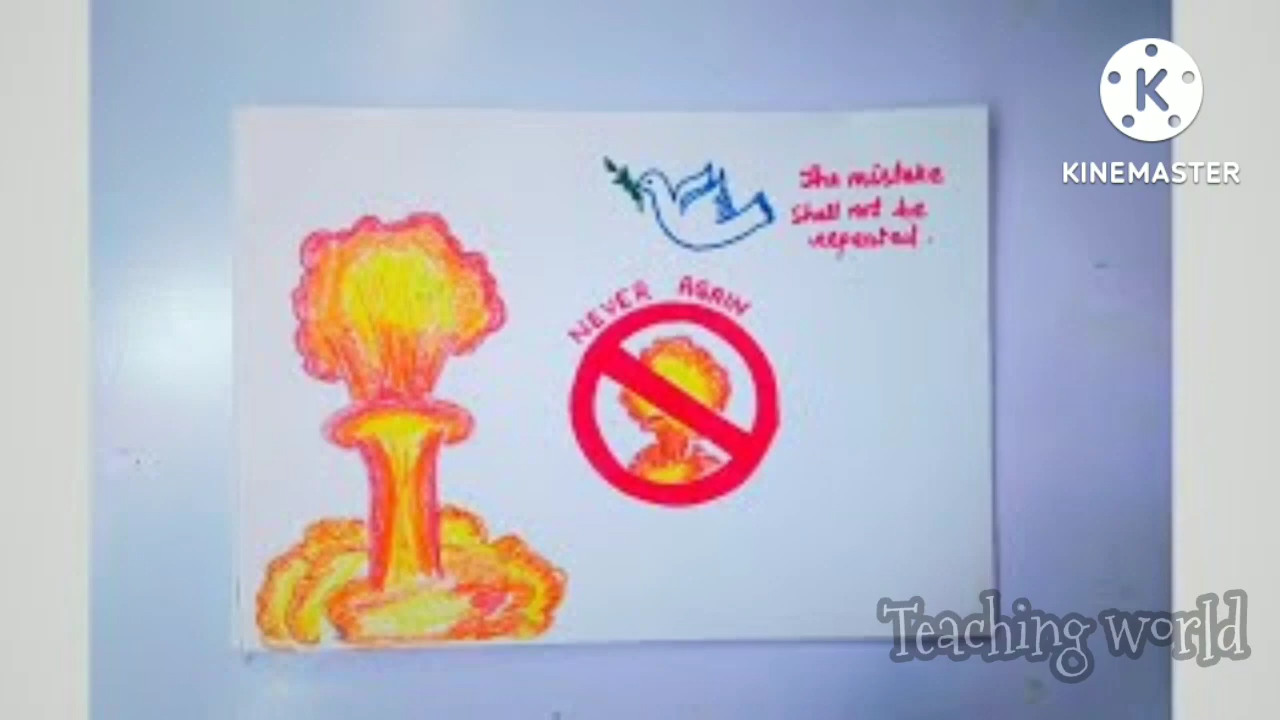 The mistake
shall not be
repeated.
NEVER AGAIN
KINEMASTER
Teaching world